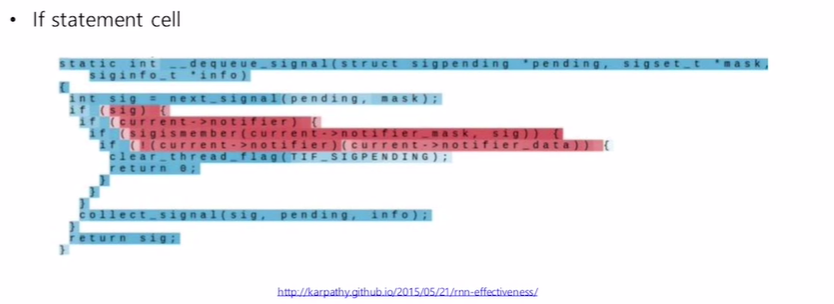 • If statement cell
static int __dequeue_signal(struct sigpending *pending, sigset_t *mask,
siginfo_t *info)
{
int sig = next_signal(pending, mask);
if (sig) {
if (current->notifier) {
if (sigismember(current->notifier_mask, sig)) {
if (!(current->notifier)(current->notifier_data)) {
clear_thread_flag(TIF_SIGPENDING);
return 0;
}
}
}
collect_signal(sig, pending, info);
}
return sig;
}
http://karpathy.github.io/2015/05/21/rnn-effectiveness/